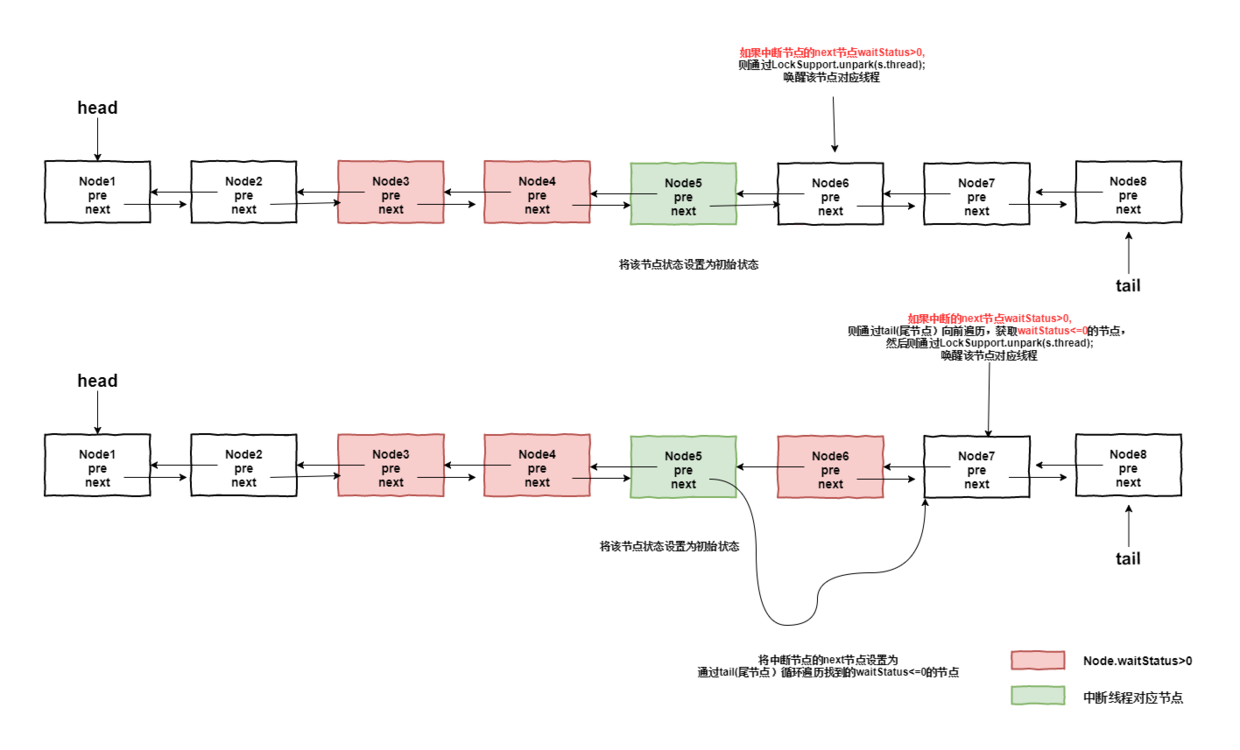 如果中断节点的next节点waitStatus>0,
则通过LockSupport.unpark(s.thread);
唤醒该节点对应线程
head
Node1
pre
next
Node2
pre
next
Node3
pre
next
Node4
pre
next
Node5
pre
next
Node6
pre
next
Node7
pre
next
Node8
pre
next
将该节点状态设置为初始状态
tail
如果中断的next节点waitStatus>0,
则通过tail(尾节点）向前遍历，获取waitStatus<=0的节点，
然后则通过LockSupport.unpark(s.thread);
唤醒该节点对应线程
head
Node1
pre
next
Node2
pre
next
Node3
pre
next
Node4
pre
next
Node5
pre
next
Node6
pre
next
Node7
pre
next
Node8
pre
next
将该节点状态设置为初始状态
tail
将中断节点的next节点设置为
通过tail(尾节点）循环遍历找到的waitStatus<=0的节点
Node.waitStatus>0
中断线程对应节点